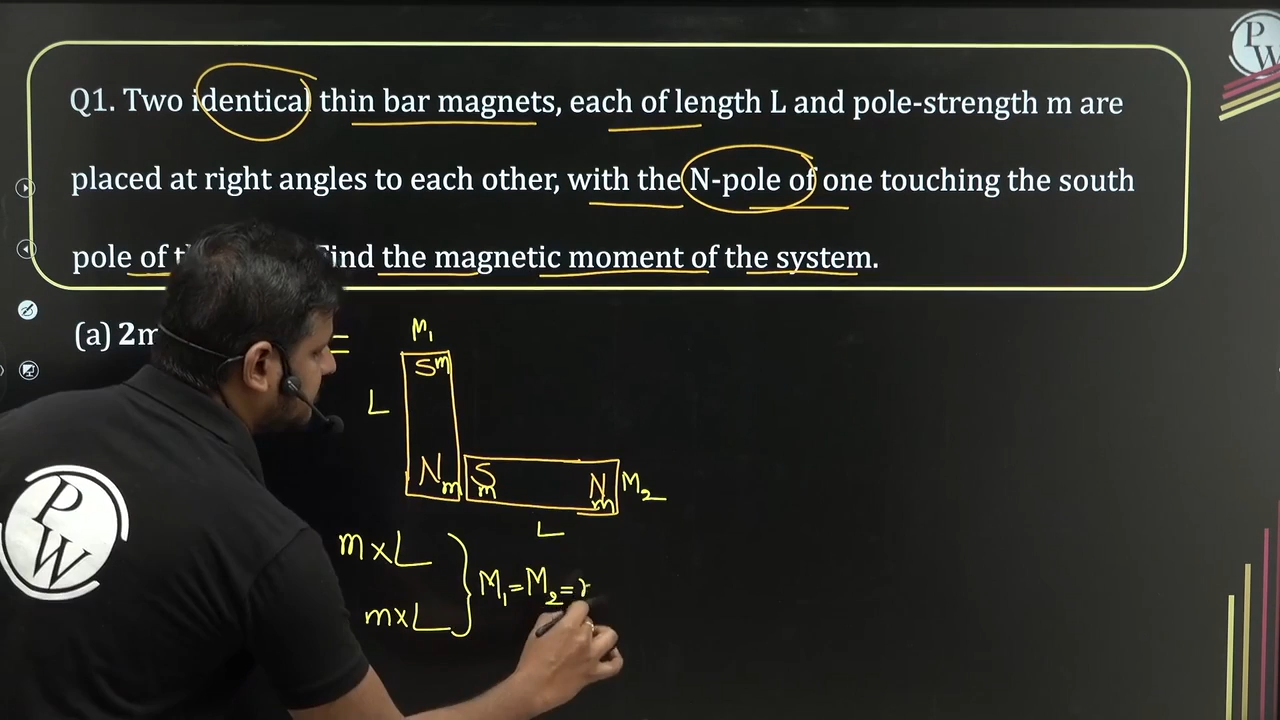 Q1. Two identical thin bar magnets, each of length L and pole-strength m are
placed at right angles to each other, with the N-pole of one touching the south
pole of Find the magnetic moment of the system.
(a) 2m =
M₁
S m
L
N m S m N m M₂
L
m×L
m×L
M₁=M₂=
P W
P W